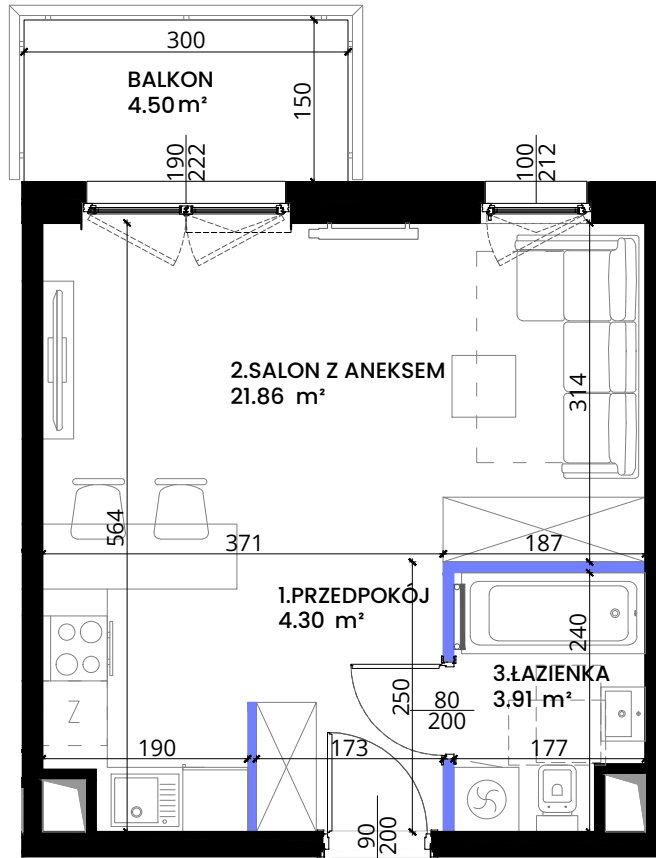 300
BALKON
4.50 m²
150
190
222
100
212
2.SALON Z ANEKSEM
21.86 m²
314
564
371
187
1.PRZEDPOKÓJ
4.30 m²
240
3.ŁAZIENKA
3.91 m²
250
80
200
Z
190
173
177
90
200